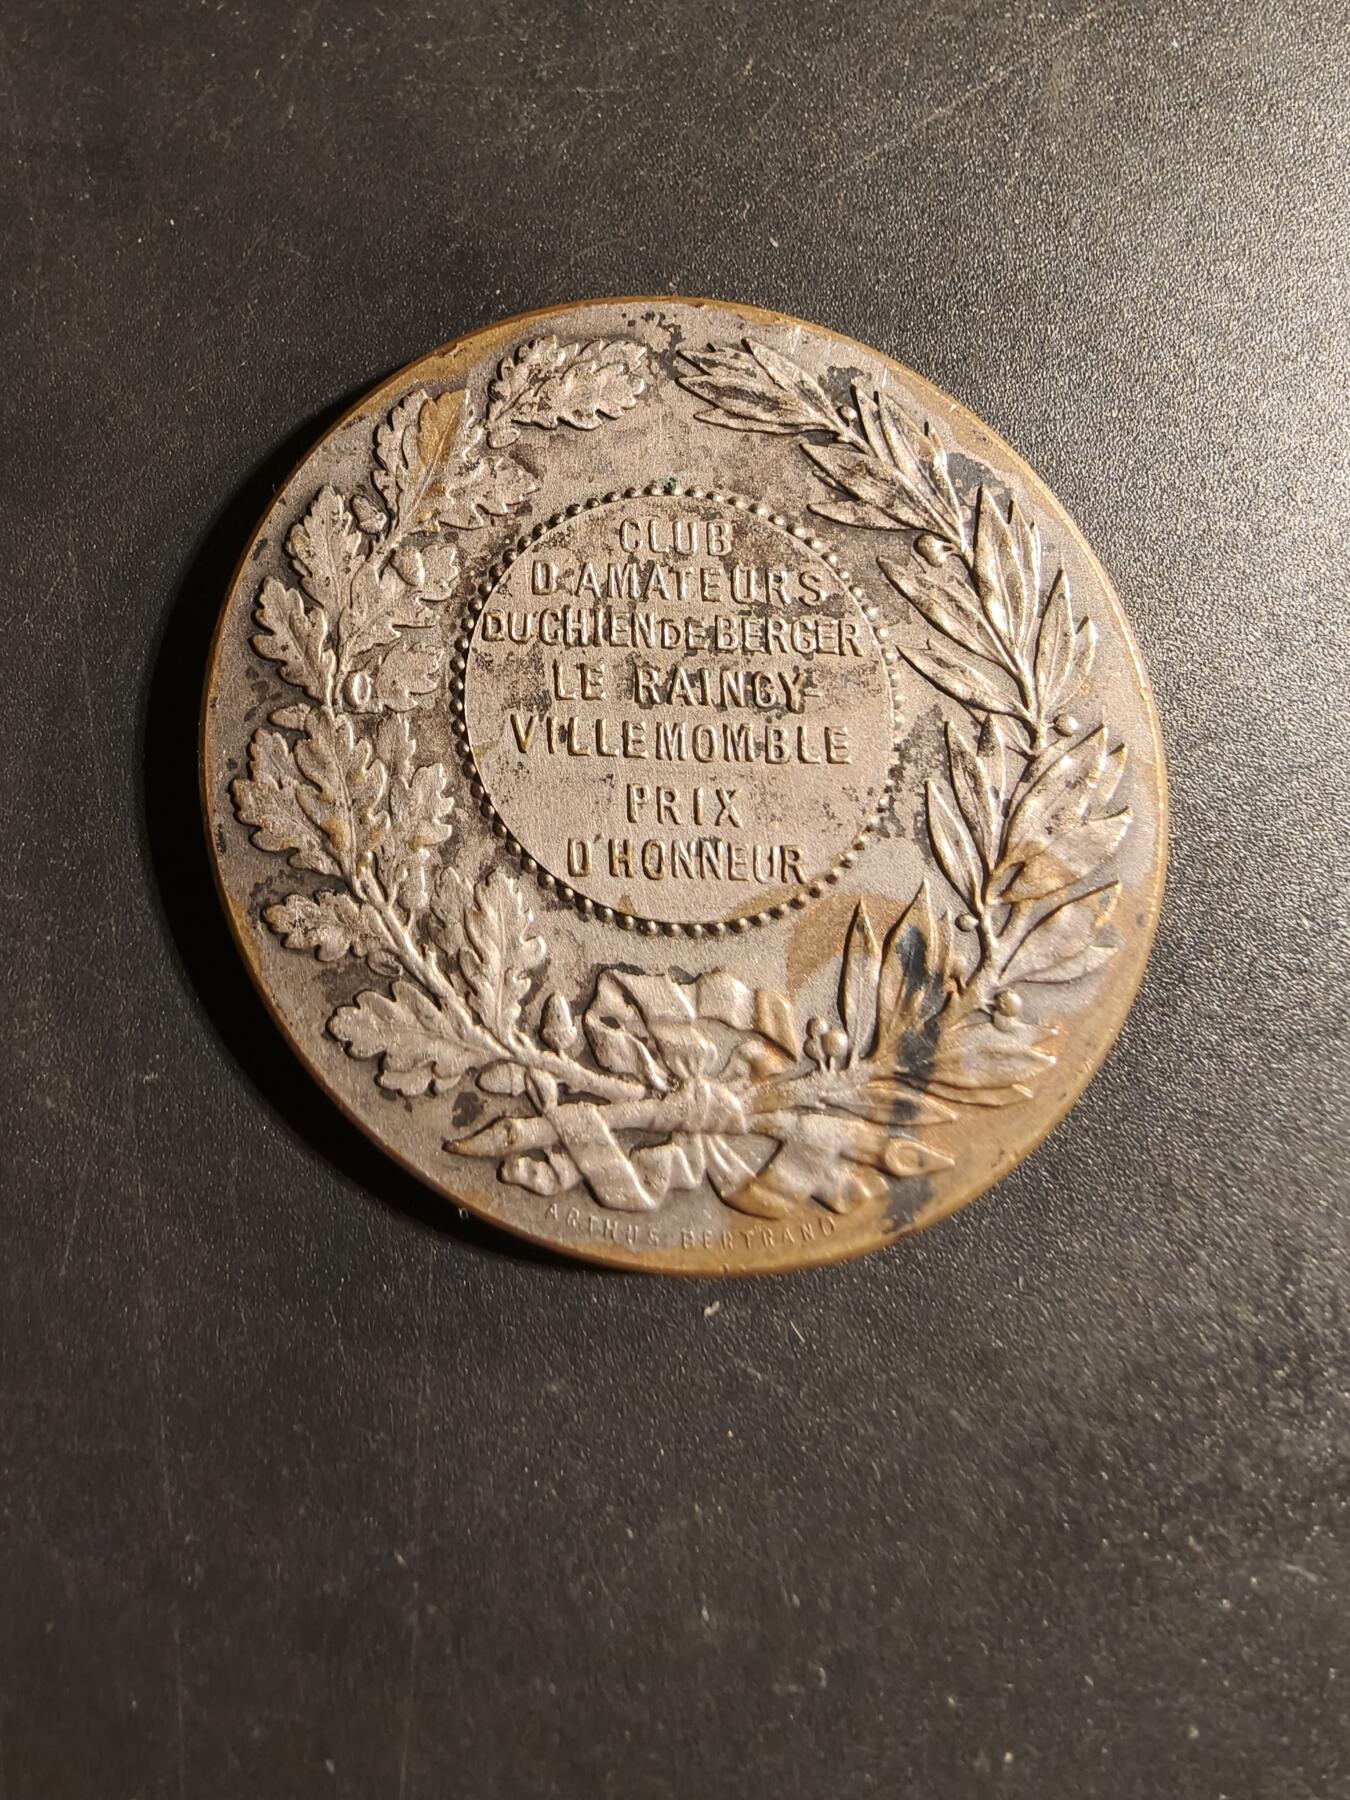 CLUB
D'AMATEURS
DU CHIEN DE BERGER
LE RAINCY-
VILLEMOMBLE
PRIX
D'HONNEUR
ARTHUS BERTRAND